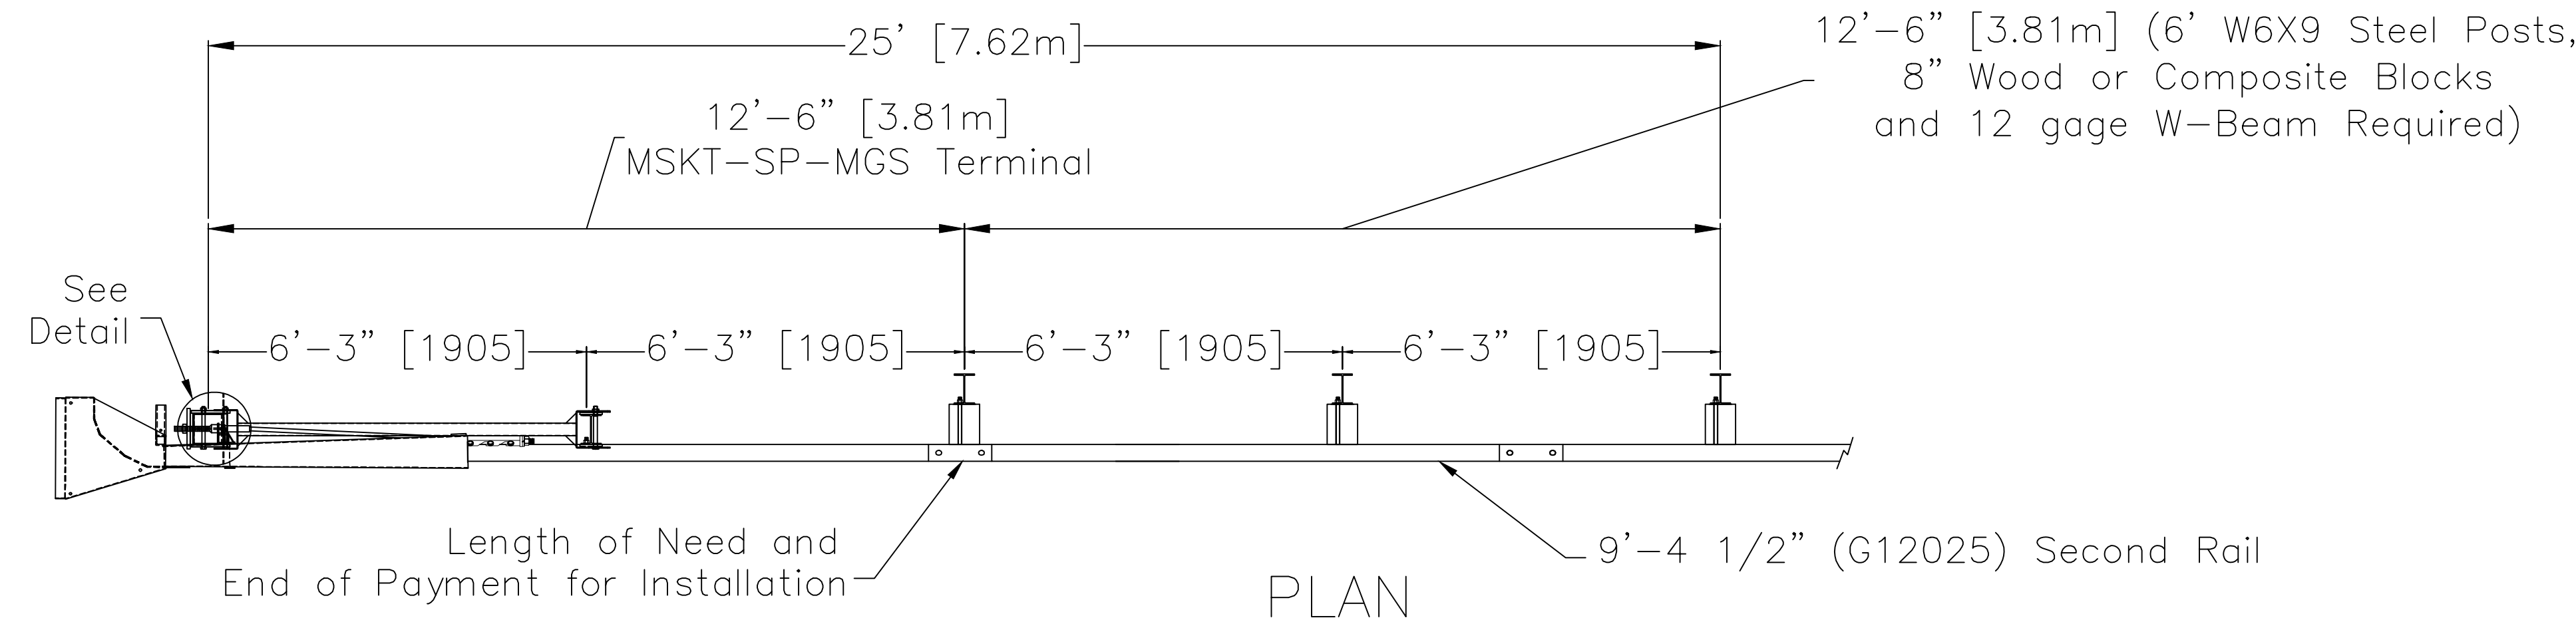 25’ [7.62m]
12’–6” [3.81m] (6’ W6X9 Steel Posts,
8” Wood or Composite Blocks
and 12 gage W–Beam Required)
12’–6” [3.81m]
MSKT–SP–MGS Terminal
See
Detail
6’–3” [1905]
6’–3” [1905]
6’–3” [1905]
6’–3” [1905]
Length of Need and
End of Payment for Installation
9’–4 1/2” (G12025) Second Rail
PLAN